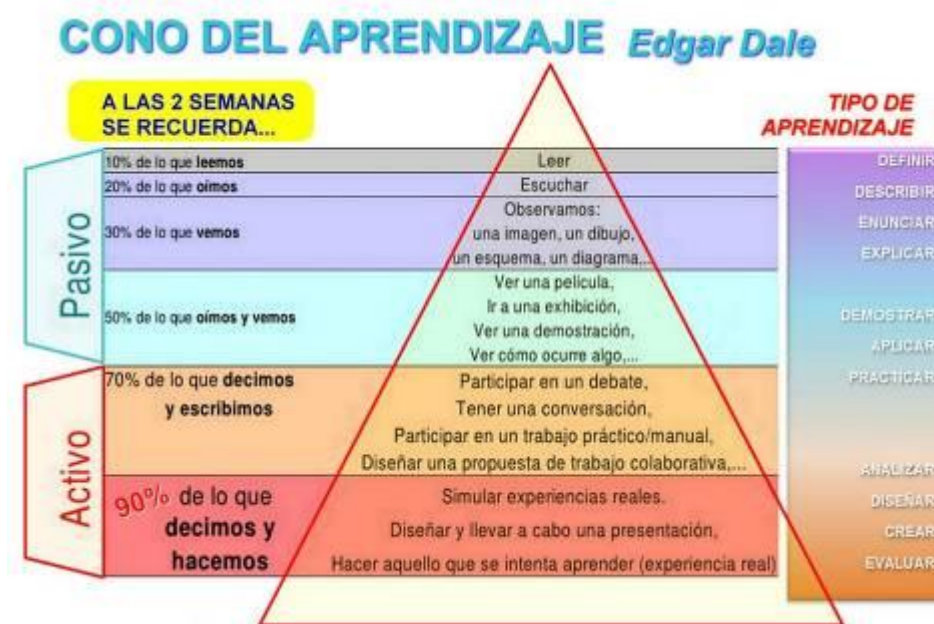 CONO DEL APRENDIZAJE Edgar Dale
A LAS 2 SEMANAS
SE RECUERDA...
TIPO DE
APRENDIZAJE
Pasivo
10% de lo que leemos
Leer
20% de lo que oímos
Escuchar
30% de lo que vemos
Observamos:
una imagen, un dibujo,
un esquema, un diagrama...
50% de lo que oímos y vemos
Ver una película,
Ir a una exhibición,
Ver una demostración,
Ver cómo ocurre algo,...
Activo
70% de lo que decimos
y escribimos
Participar en un debate,
Tener una conversación,
Participar en un trabajo práctico/manual,
Diseñar una propuesta de trabajo colaborativa,...
90% de lo que
decimos y
hacemos
Simular experiencias reales.
Diseñar y llevar a cabo una presentación,
Hacer aquello que se intenta aprender (experiencia real)
DEFINIR
DESCRIBIR
ENUNCIAR
EXPLICAR
DEMOSTRAR
APLICAR
PRACTICAR
ANALIZAR
DISEÑAR
CREAR
EVALUAR